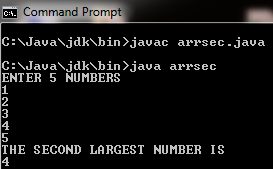 Command Prompt
C:\Java\jdk\bin>javac arrsec.java
C:\Java\jdk\bin>java arrsec
ENTER 5 NUMBERS
1
2
3
4
5
THE SECOND LARGEST NUMBER IS
4